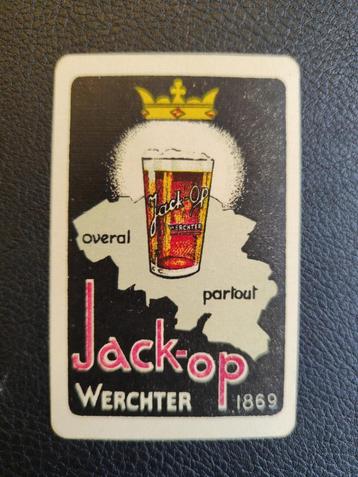 Jack-Op
WERCHTER
overal
partout
Jack-op
WERCHTER 1869